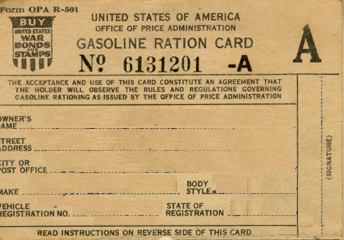 Form OPA R-591
BUY
UNITED STATES
WAR
BONDS
AND
STAMPS
UNITED STATES OF AMERICA
OFFICE OF PRICE ADMINISTRATION
GASOLINE RATION CARD
Nº 6131201 -A
A
THE ACCEPTANCE AND USE OF THIS CARD CONSTITUTE AN AGREEMENT THAT
THE HOLDER WILL OBSERVE THE RULES AND REGULATIONS GOVERNING
GASOLINE RATIONING AS ISSUED BY THE OFFICE OF PRICE ADMINISTRATION
OWNER'S
NAME
STREET
ADDRESS
CITY OR
POST OFFICE
MAKE
BODY
STYLE
VEHICLE
REGISTRATION NO.
STATE OF
REGISTRATION
(SIGNATURE)
READ INSTRUCTIONS ON REVERSE SIDE OF THIS CARD